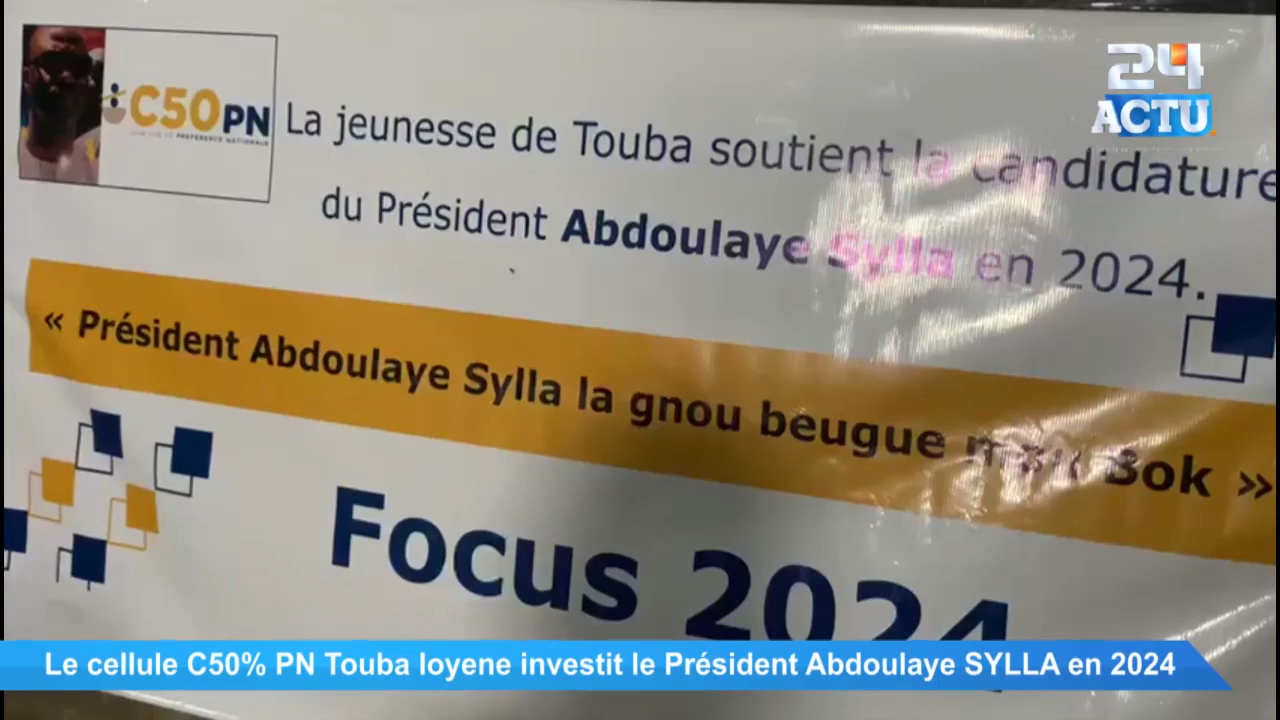 24
ACTU
C50PN
La jeunesse de Touba soutient la candidature
du Président Abdoulaye Sylla en 2024.
« Président Abdoulaye Sylla la gnou beugue Bok »
Focus 2024
Le cellule C50% PN Touba loyene investit le Président Abdoulaye SYLLA en 2024